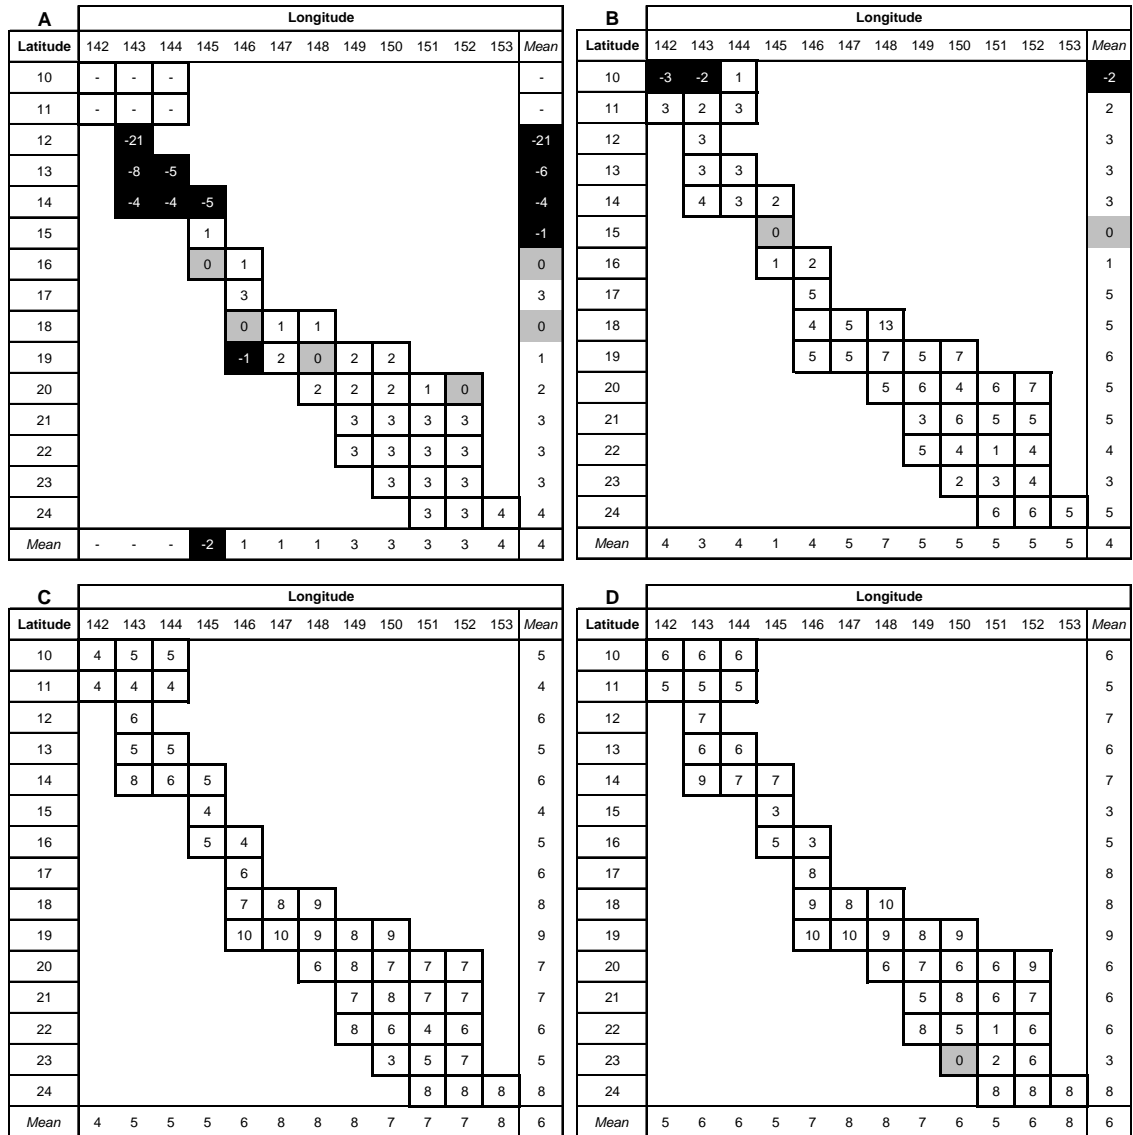 A Longitude
Latitude 142 143 144 145 146 147 148 149 150 151 152 153 Mean
10 - - - -
11 - - - -
12 -21 -21
13 -8 -5 -6
14 -4 -4 -5 -4
15 1 -1
16 0 1 0
17 3 3
18 0 1 1 0
19 -1 2 0 2 2 1
20 2 2 2 1 0 2
21 3 3 3 3 3
22 3 3 3 3 3
23 3 3 3 3
24 3 3 4 4
Mean - - - -2 1 1 1 3 3 3 3 4 4
B Longitude
Latitude 142 143 144 145 146 147 148 149 150 151 152 153 Mean
10 -3 -2 1 -2
11 3 2 3 2
12 3 3
13 3 3 3
14 4 3 2 3
15 0 0
16 1 2 1
17 5 5
18 4 5 13 5
19 5 5 7 5 7 6
20 5 6 4 6 7 5
21 3 6 5 5 5
22 5 4 1 4 4
23 2 3 4 3
24 6 6 5 5
Mean 4 3 4 1 4 5 7 5 5 5 5 5 4
C Longitude
Latitude 142 143 144 145 146 147 148 149 150 151 152 153 Mean
10 4 5 5 5
11 4 4 4 4
12 6 6
13 5 5 5
14 8 6 5 6
15 4 4
16 5 4 5
17 6 6
18 7 8 9 8
19 10 10 9 8 9 9
20 6 8 7 7 7 7
21 7 8 7 7 7
22 8 6 4 6 6
23 3 5 7 5
24 8 8 8 8
Mean 4 5 5 5 6 8 8 8 7 7 7 8 6
D Longitude
Latitude 142 143 144 145 146 147 148 149 150 151 152 153 Mean
10 6 6 6 6
11 5 5 5 5
12 7 7
13 6 6 6
14 9 7 7 7
15 3 3
16 5 3 5
17 8 8
18 9 8 10 8
19 10 10 9 8 9 9
20 6 7 6 6 9 6
21 5 8 6 7 6
22 8 5 1 6 6
23 0 2 6 3
24 8 8 8 8
Mean 5 6 6 5 7 8 8 7 6 5 6 8 6